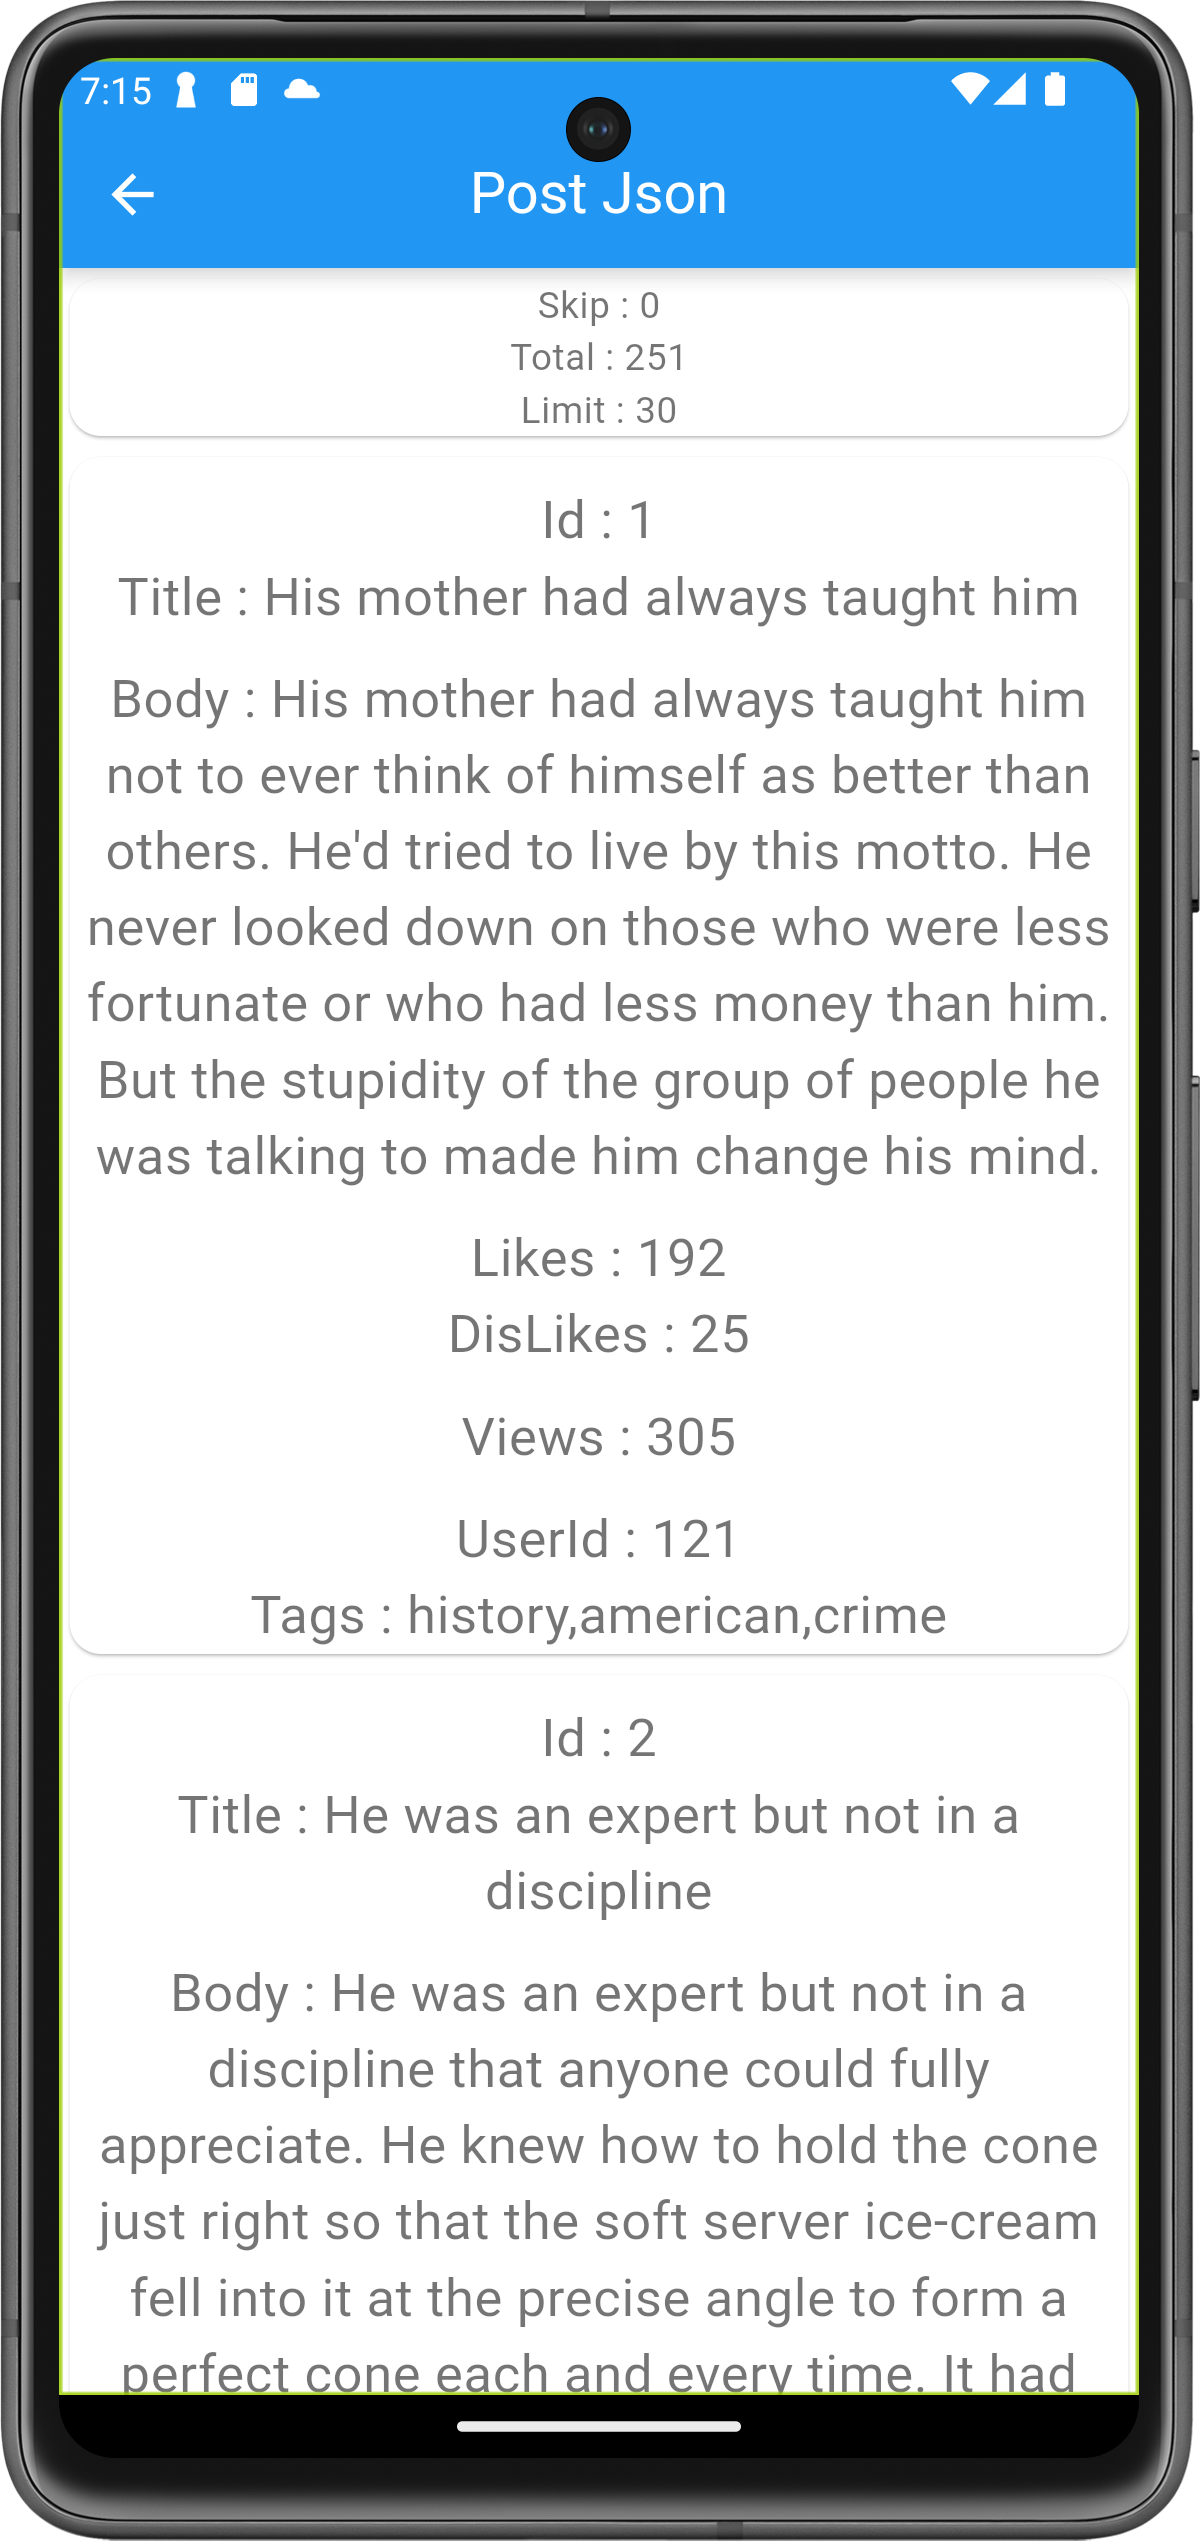 7:15
Post Json
Skip : 0
Total : 251
Limit : 30
Id : 1
Title : His mother had always taught him
Body : His mother had always taught him
not to ever think of himself as better than
others. He'd tried to live by this motto. He
never looked down on those who were less
fortunate or who had less money than him.
But the stupidity of the group of people he
was talking to made him change his mind.
Likes : 192
DisLikes : 25
Views : 305
UserId : 121
Tags : history,american,crime
Id : 2
Title : He was an expert but not in a
discipline
Body : He was an expert but not in a
discipline that anyone could fully
appreciate. He knew how to hold the cone
just right so that the soft server ice-cream
fell into it at the precise angle to form a
perfect cone each and every time. It had